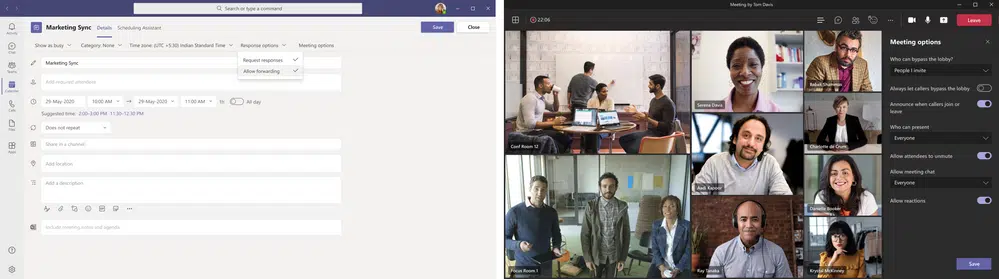 Search or type a command
Activity
Chat
Teams
Calendar
Calls
Files
Apps
Marketing Sync
Details
Scheduling Assistant
Save
Close
Show as busy
Category: None
Time zone: (UTC +5:30) Indian Standard Time
Response options
Meeting options
Request responses
Allow forwarding
Marketing Sync
Add required attendees
29-May-2020
10:00 AM
29-May-2020
11:00 AM
1hr
All day
Suggested time: 2:00-3:00 PM 11:30-12:30 PM
Does not repeat
Share in a channel
Add location
Add a description
Include meeting notes and agenda
Meeting by Tom Davis
22:06
Leave
Conf Room 12
Serena Davis
Babak Shammas
Charlotte de Crum
Aadi Kapoor
Danielle Booker
Focus Room 1
Ray Tanaka
Krystal McKinney
Meeting options
Who can bypass the lobby?
People I invite
Always let callers bypass the lobby
Announce when callers join or
leave
Who can present
Everyone
Allow attendees to unmute
Allow meeting chat
Everyone
Allow reactions
Save